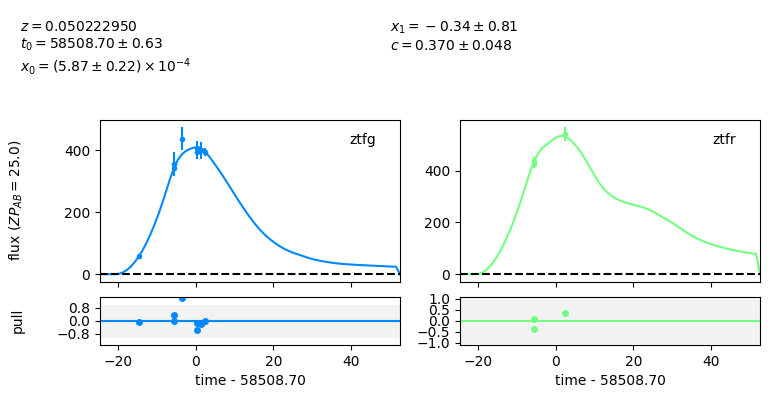 z = 0.050222950
t₀ = 58508.70 ± 0.63
x₀ = (5.87 ± 0.22) × 10⁻⁴
x₁ = −0.34 ± 0.81
c = 0.370 ± 0.048
flux (ZP_AB = 25.0)
400
200
0
ztfg
400
200
0
ztfr
pull
0.8
0.0
−0.8
−20
0
20
40
time - 58508.70
1.0
0.5
0.0
−0.5
−1.0
−20
0
20
40
time - 58508.70